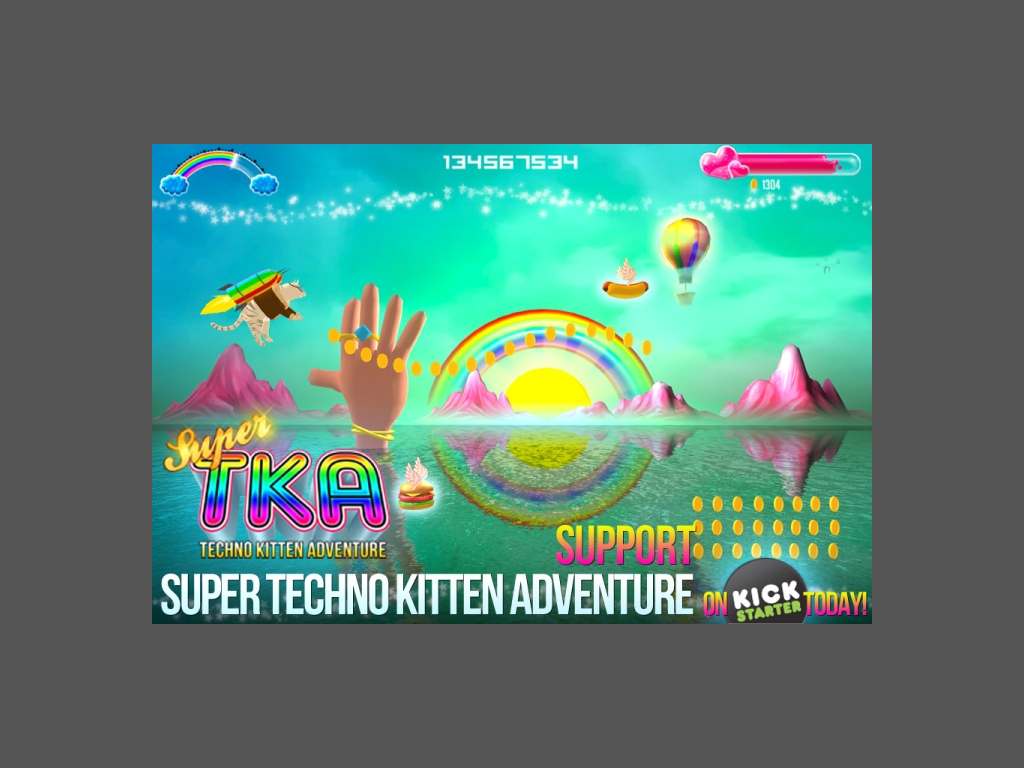 134567534
1304
Super
TKA
TECHNO KITTEN ADVENTURE
SUPPORT
SUPER TECHNO KITTEN ADVENTURE
ON KICK STARTER TODAY!